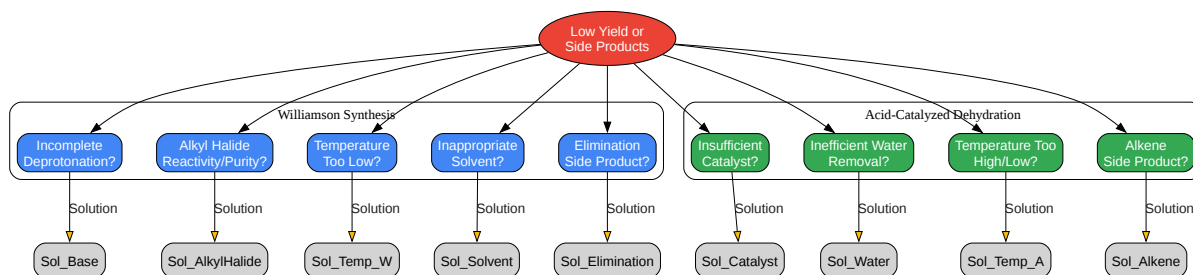 Low Yield or
Side Products
Williamson Synthesis
Acid-Catalyzed Dehydration
Incomplete
Deprotonation?
Alkyl Halide
Reactivity/Purity?
Temperature
Too Low?
Inappropriate
Solvent?
Elimination
Side Product?
Insufficient
Catalyst?
Inefficient Water
Removal?
Temperature Too
High/Low?
Alkene
Side Product?
Solution
Solution
Solution
Solution
Solution
Solution
Solution
Solution
Solution
Sol_Base
Sol_AlkylHalide
Sol_Temp_W
Sol_Solvent
Sol_Elimination
Sol_Catalyst
Sol_Water
Sol_Temp_A
Sol_Alkene